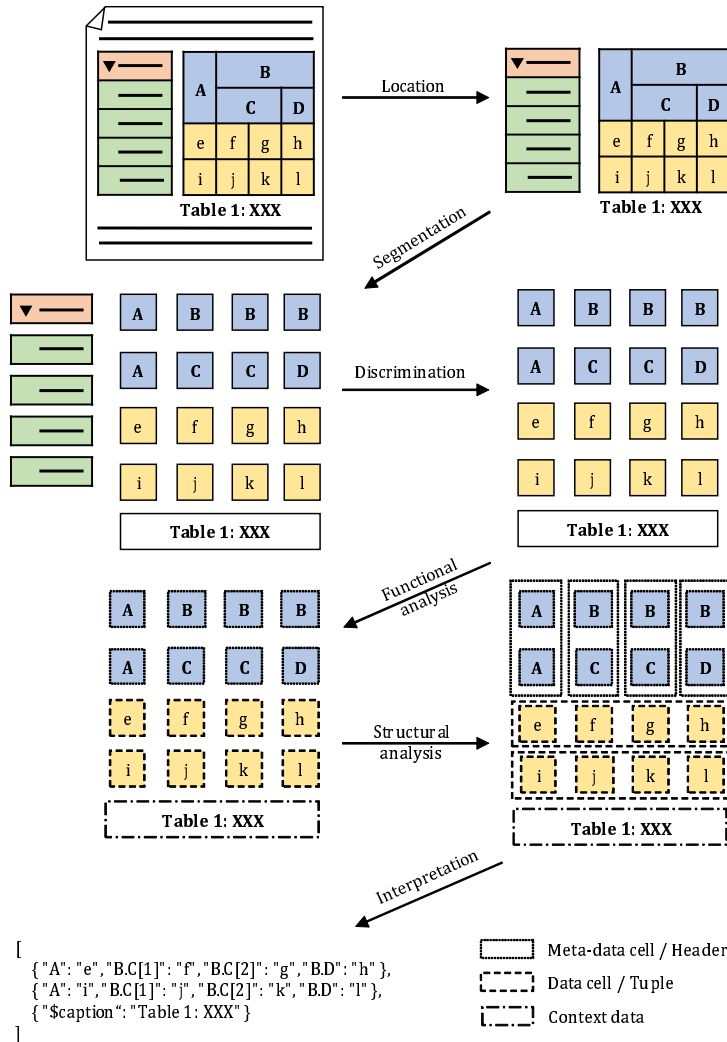 B
A
C D
e f g h
i j k l
Table 1: XXX
Location
B
A
C D
e f g h
i j k l
Table 1: XXX
Segmentation
A B B B
A C C D
e f g h
i j k l
Table 1: XXX
Discrimination
A B B B
A C C D
e f g h
i j k l
Table 1: XXX
Functional
analysis
A B B B
A C C D
e f g h
i j k l
Table 1: XXX
Structural
analysis
A B B B
A C C D
e f g h
i j k l
Table 1: XXX
Interpretation
[
{ "A": "e", "B.C[1]": "f", "B.C[2]": "g", "B.D": "h" },
{ "A": "i", "B.C[1]": "j", "B.C[2]": "k", "B.D": "l" },
{ "$caption“: "Table 1: XXX" }
]
Meta-data cell / Header
Data cell / Tuple
Context data